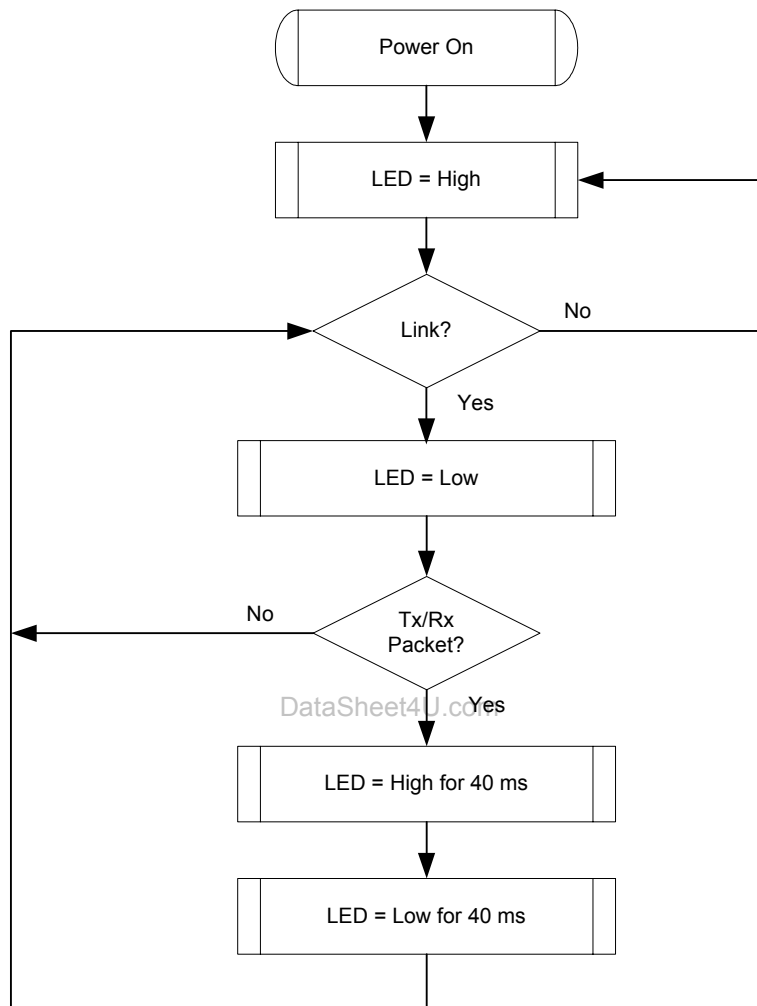 Power On
LED = High
Link?
No
Yes
LED = Low
No
Tx/Rx
Packet?
DataSheet4U.com
Yes
LED = High for 40 ms
LED = Low for 40 ms